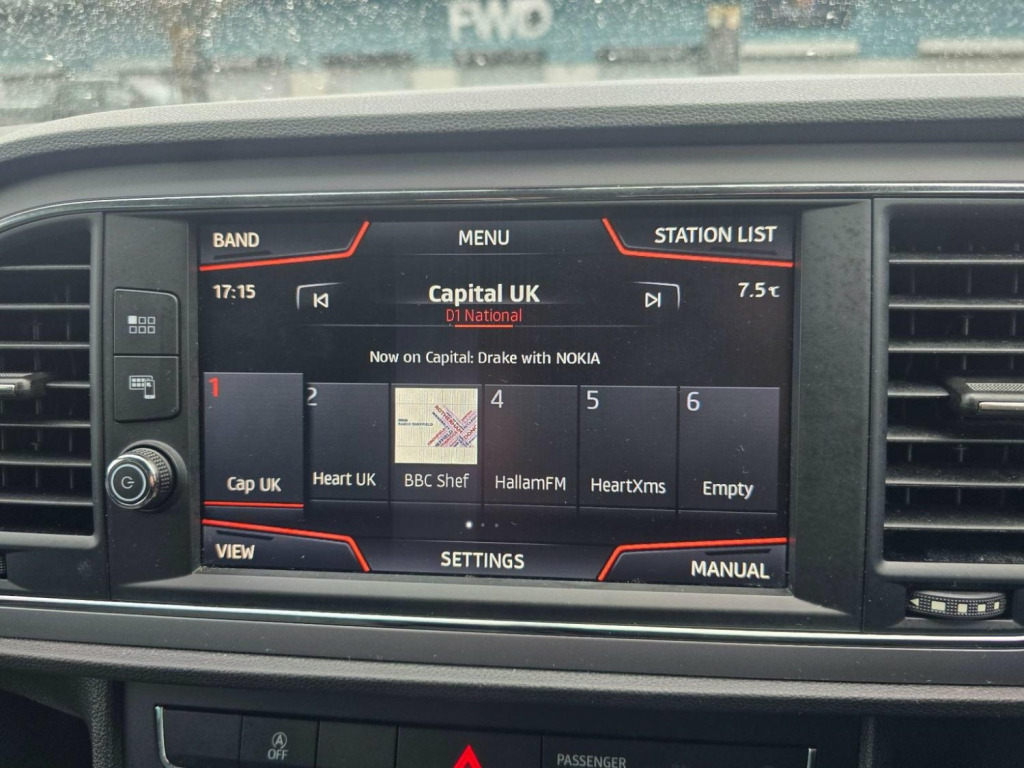 FWD
BAND
MENU
STATION LIST
17:15
Capital UK
7.5℃
D1 National
Now on Capital: Drake with NOKIA
1
2
4
5
6
Cap UK
Heart UK
BBC Shef
HallamFM
HeartXms
Empty
VIEW
SETTINGS
MANUAL
A
OFF
PASSENGER